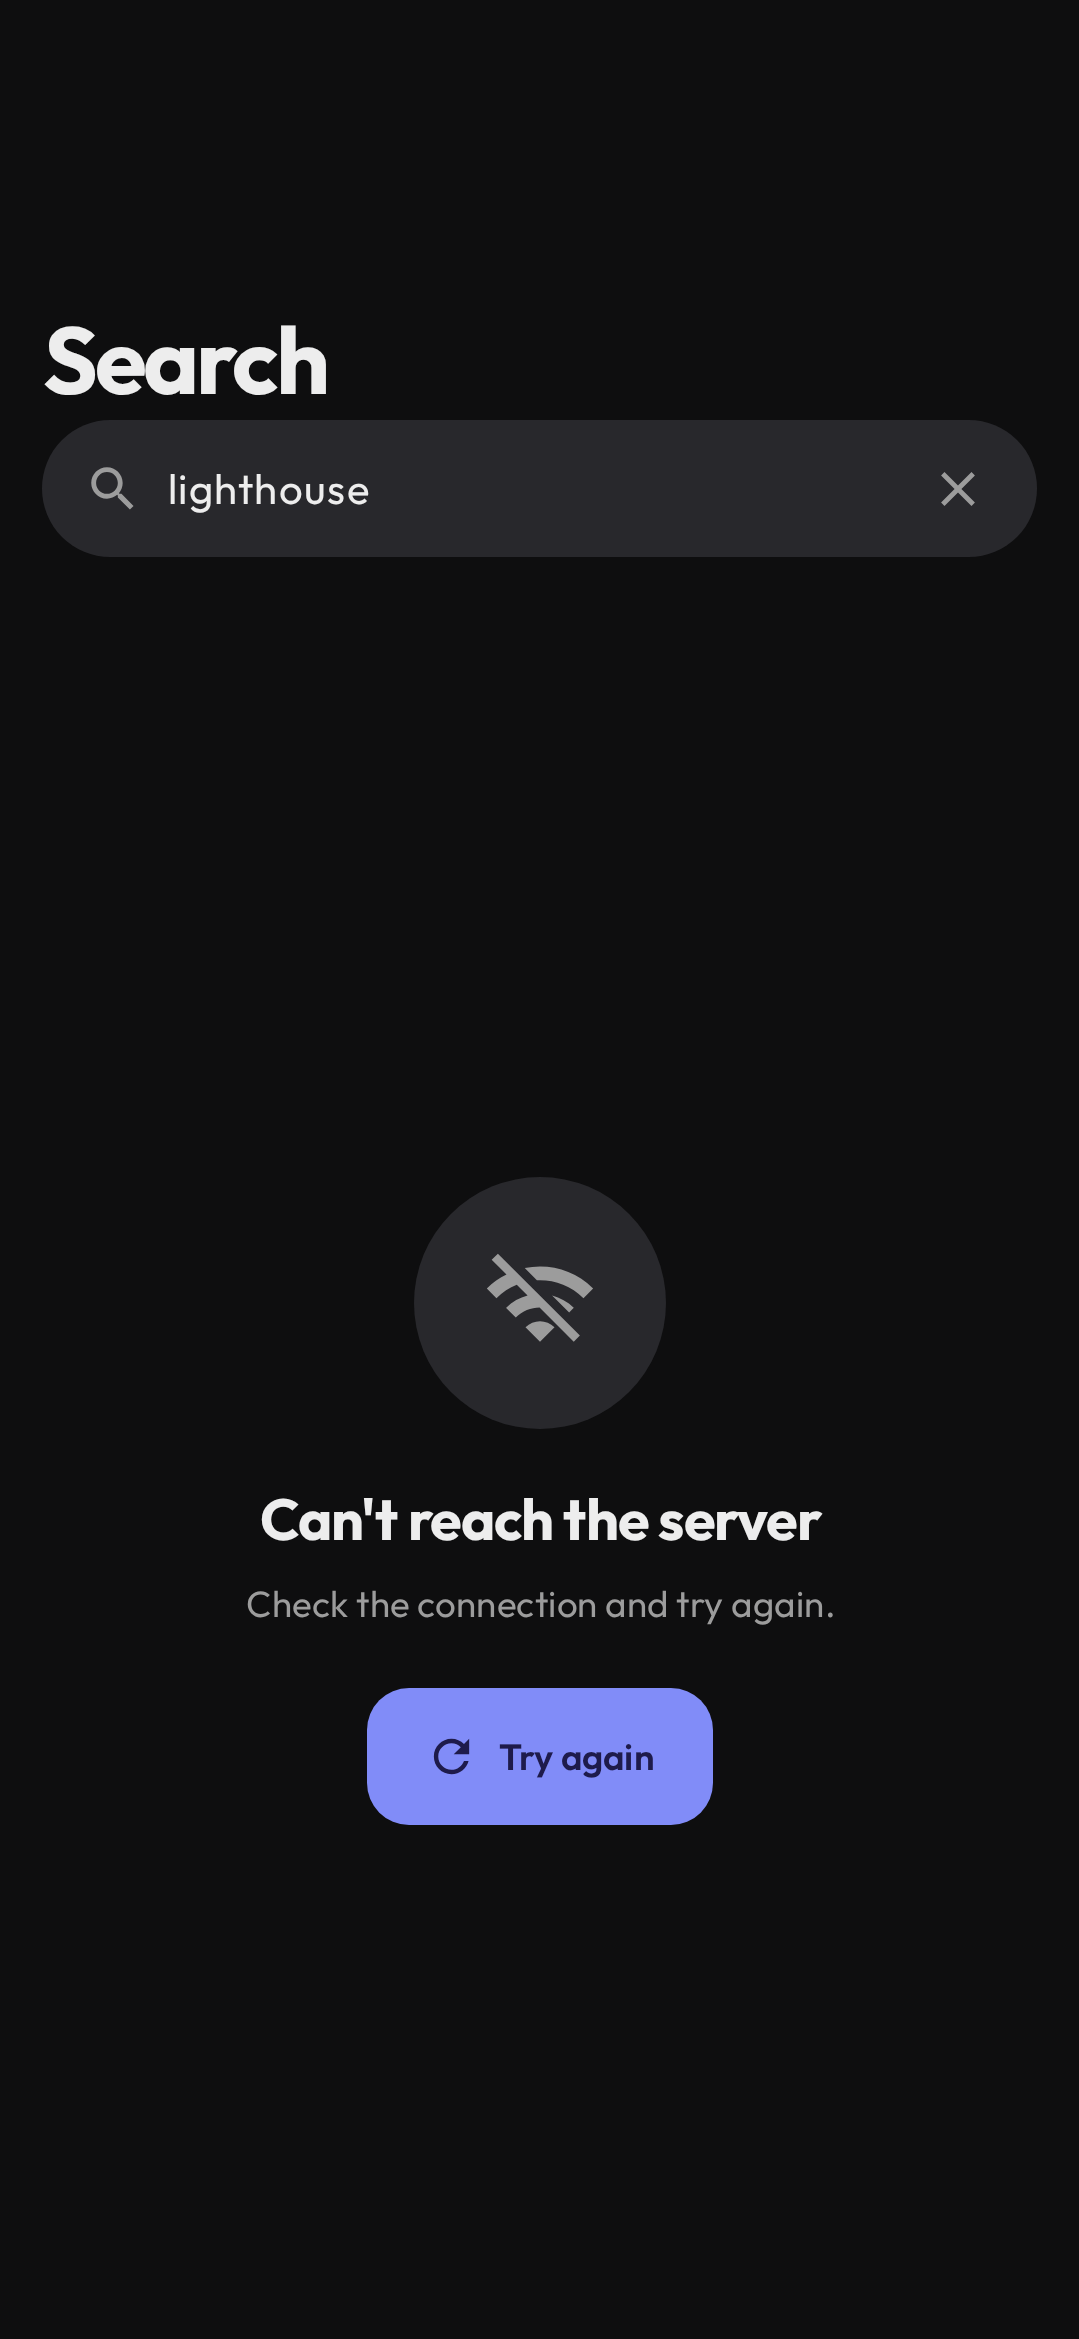 Search
lighthouse
Can't reach the server
Check the connection and try again.
Try again